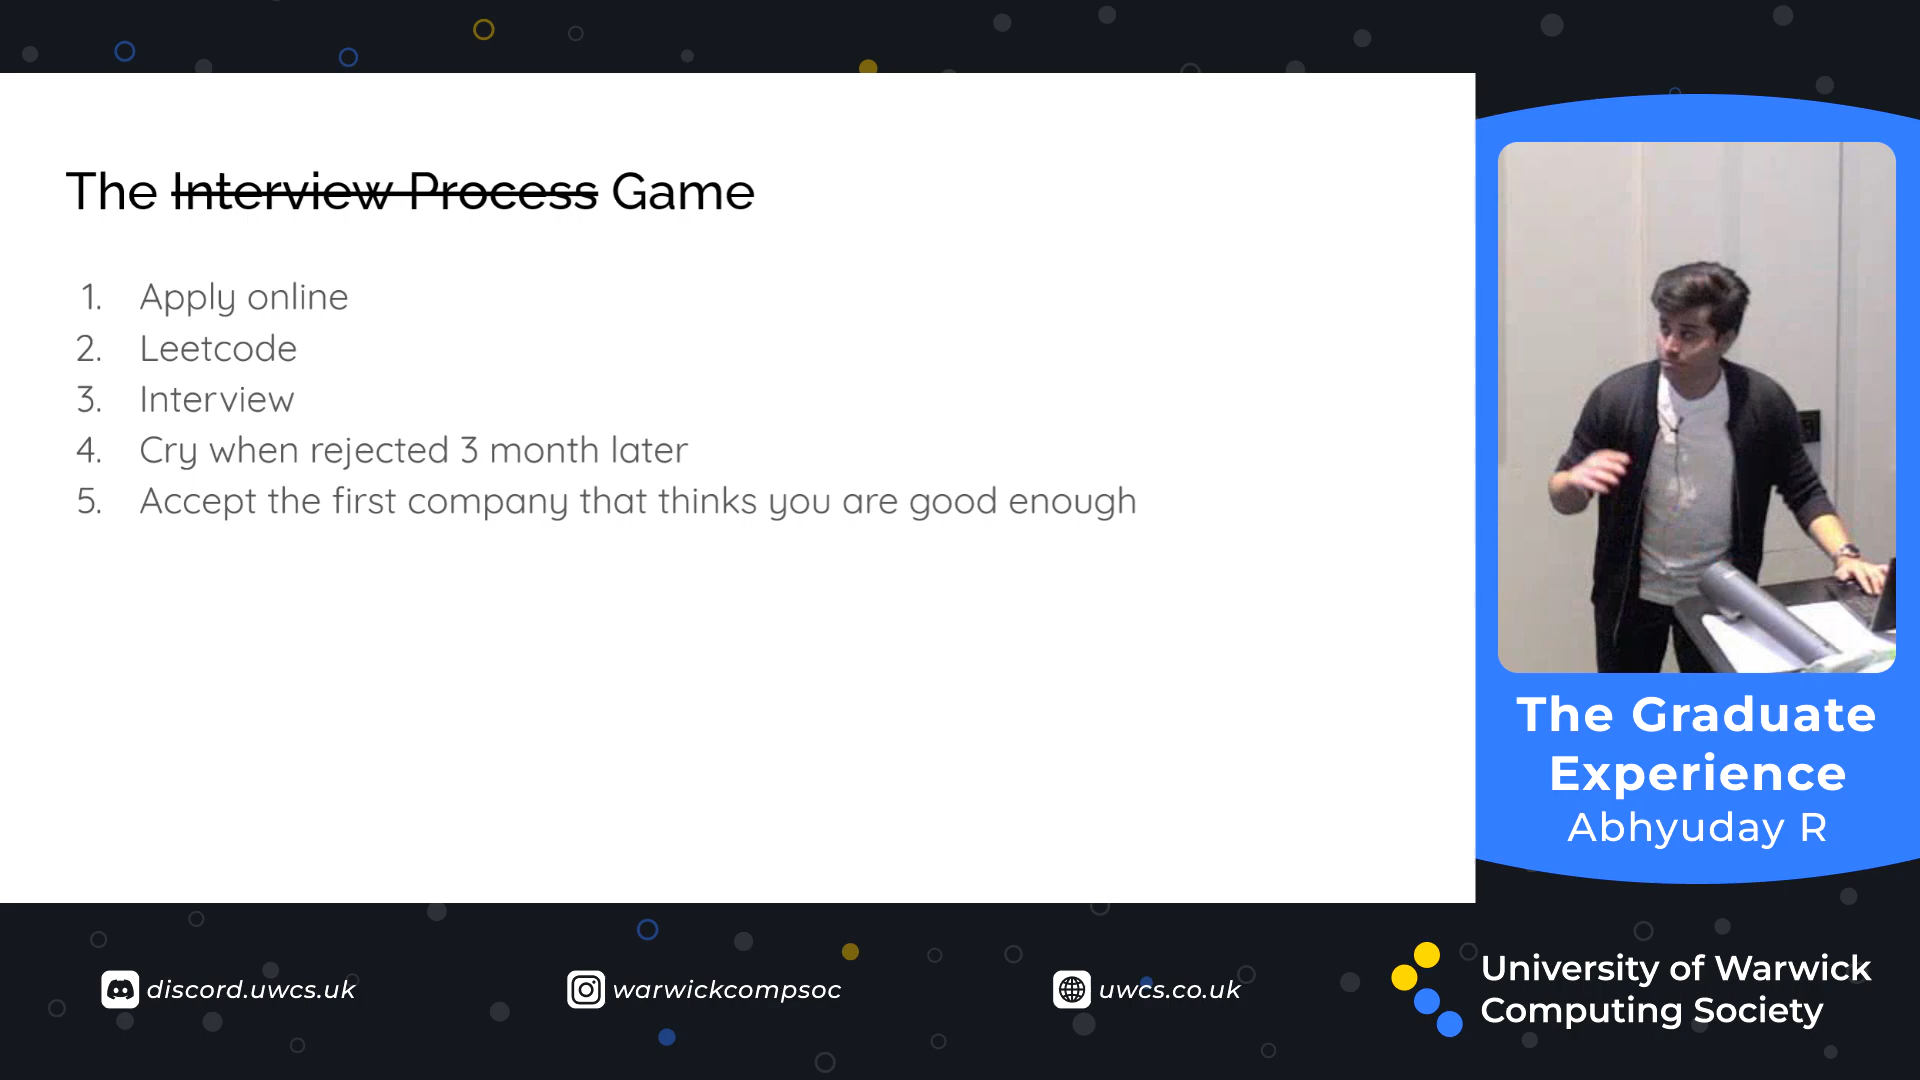 The Interview Process Game
1. Apply online
2. Leetcode
3. Interview
4. Cry when rejected 3 month later
5. Accept the first company that thinks you are good enough
The Graduate
Experience
Abhyuday R
discord.uwcs.uk
warwickcompsoc
uwcs.co.uk
University of Warwick
Computing Society